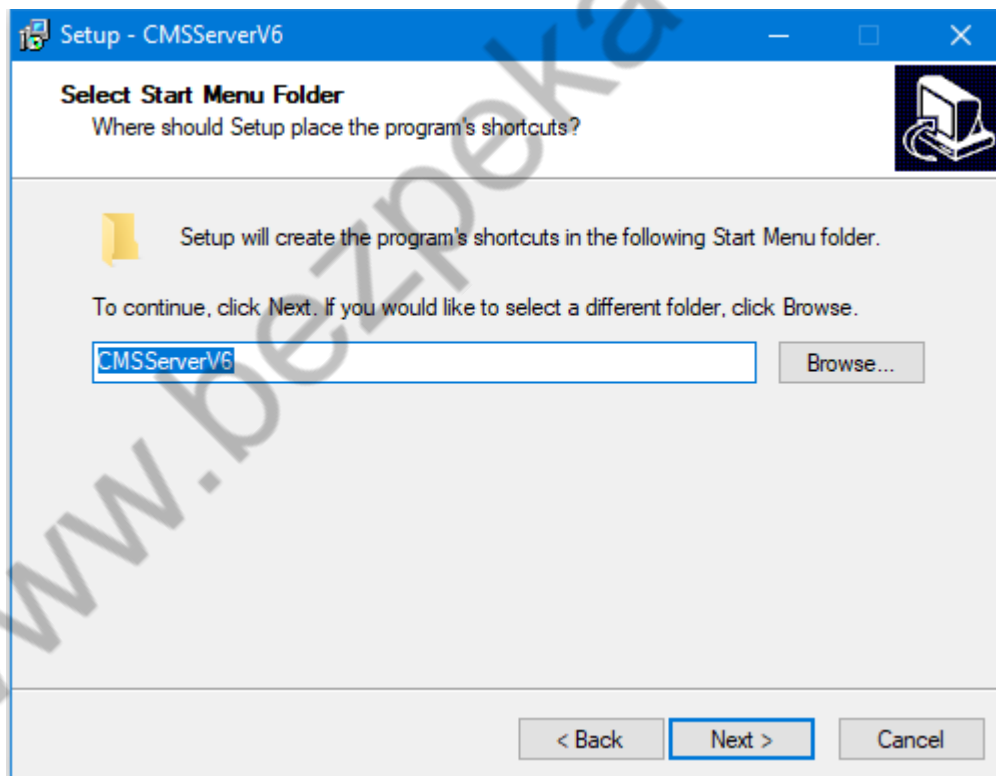 Setup - CMSServerV6
Select Start Menu Folder
Where should Setup place the program's shortcuts?
Setup will create the program's shortcuts in the following Start Menu folder.
To continue, click Next. If you would like to select a different folder, click Browse.
CMSServerV6
Browse...
< Back
Next >
Cancel
www.bezpeka